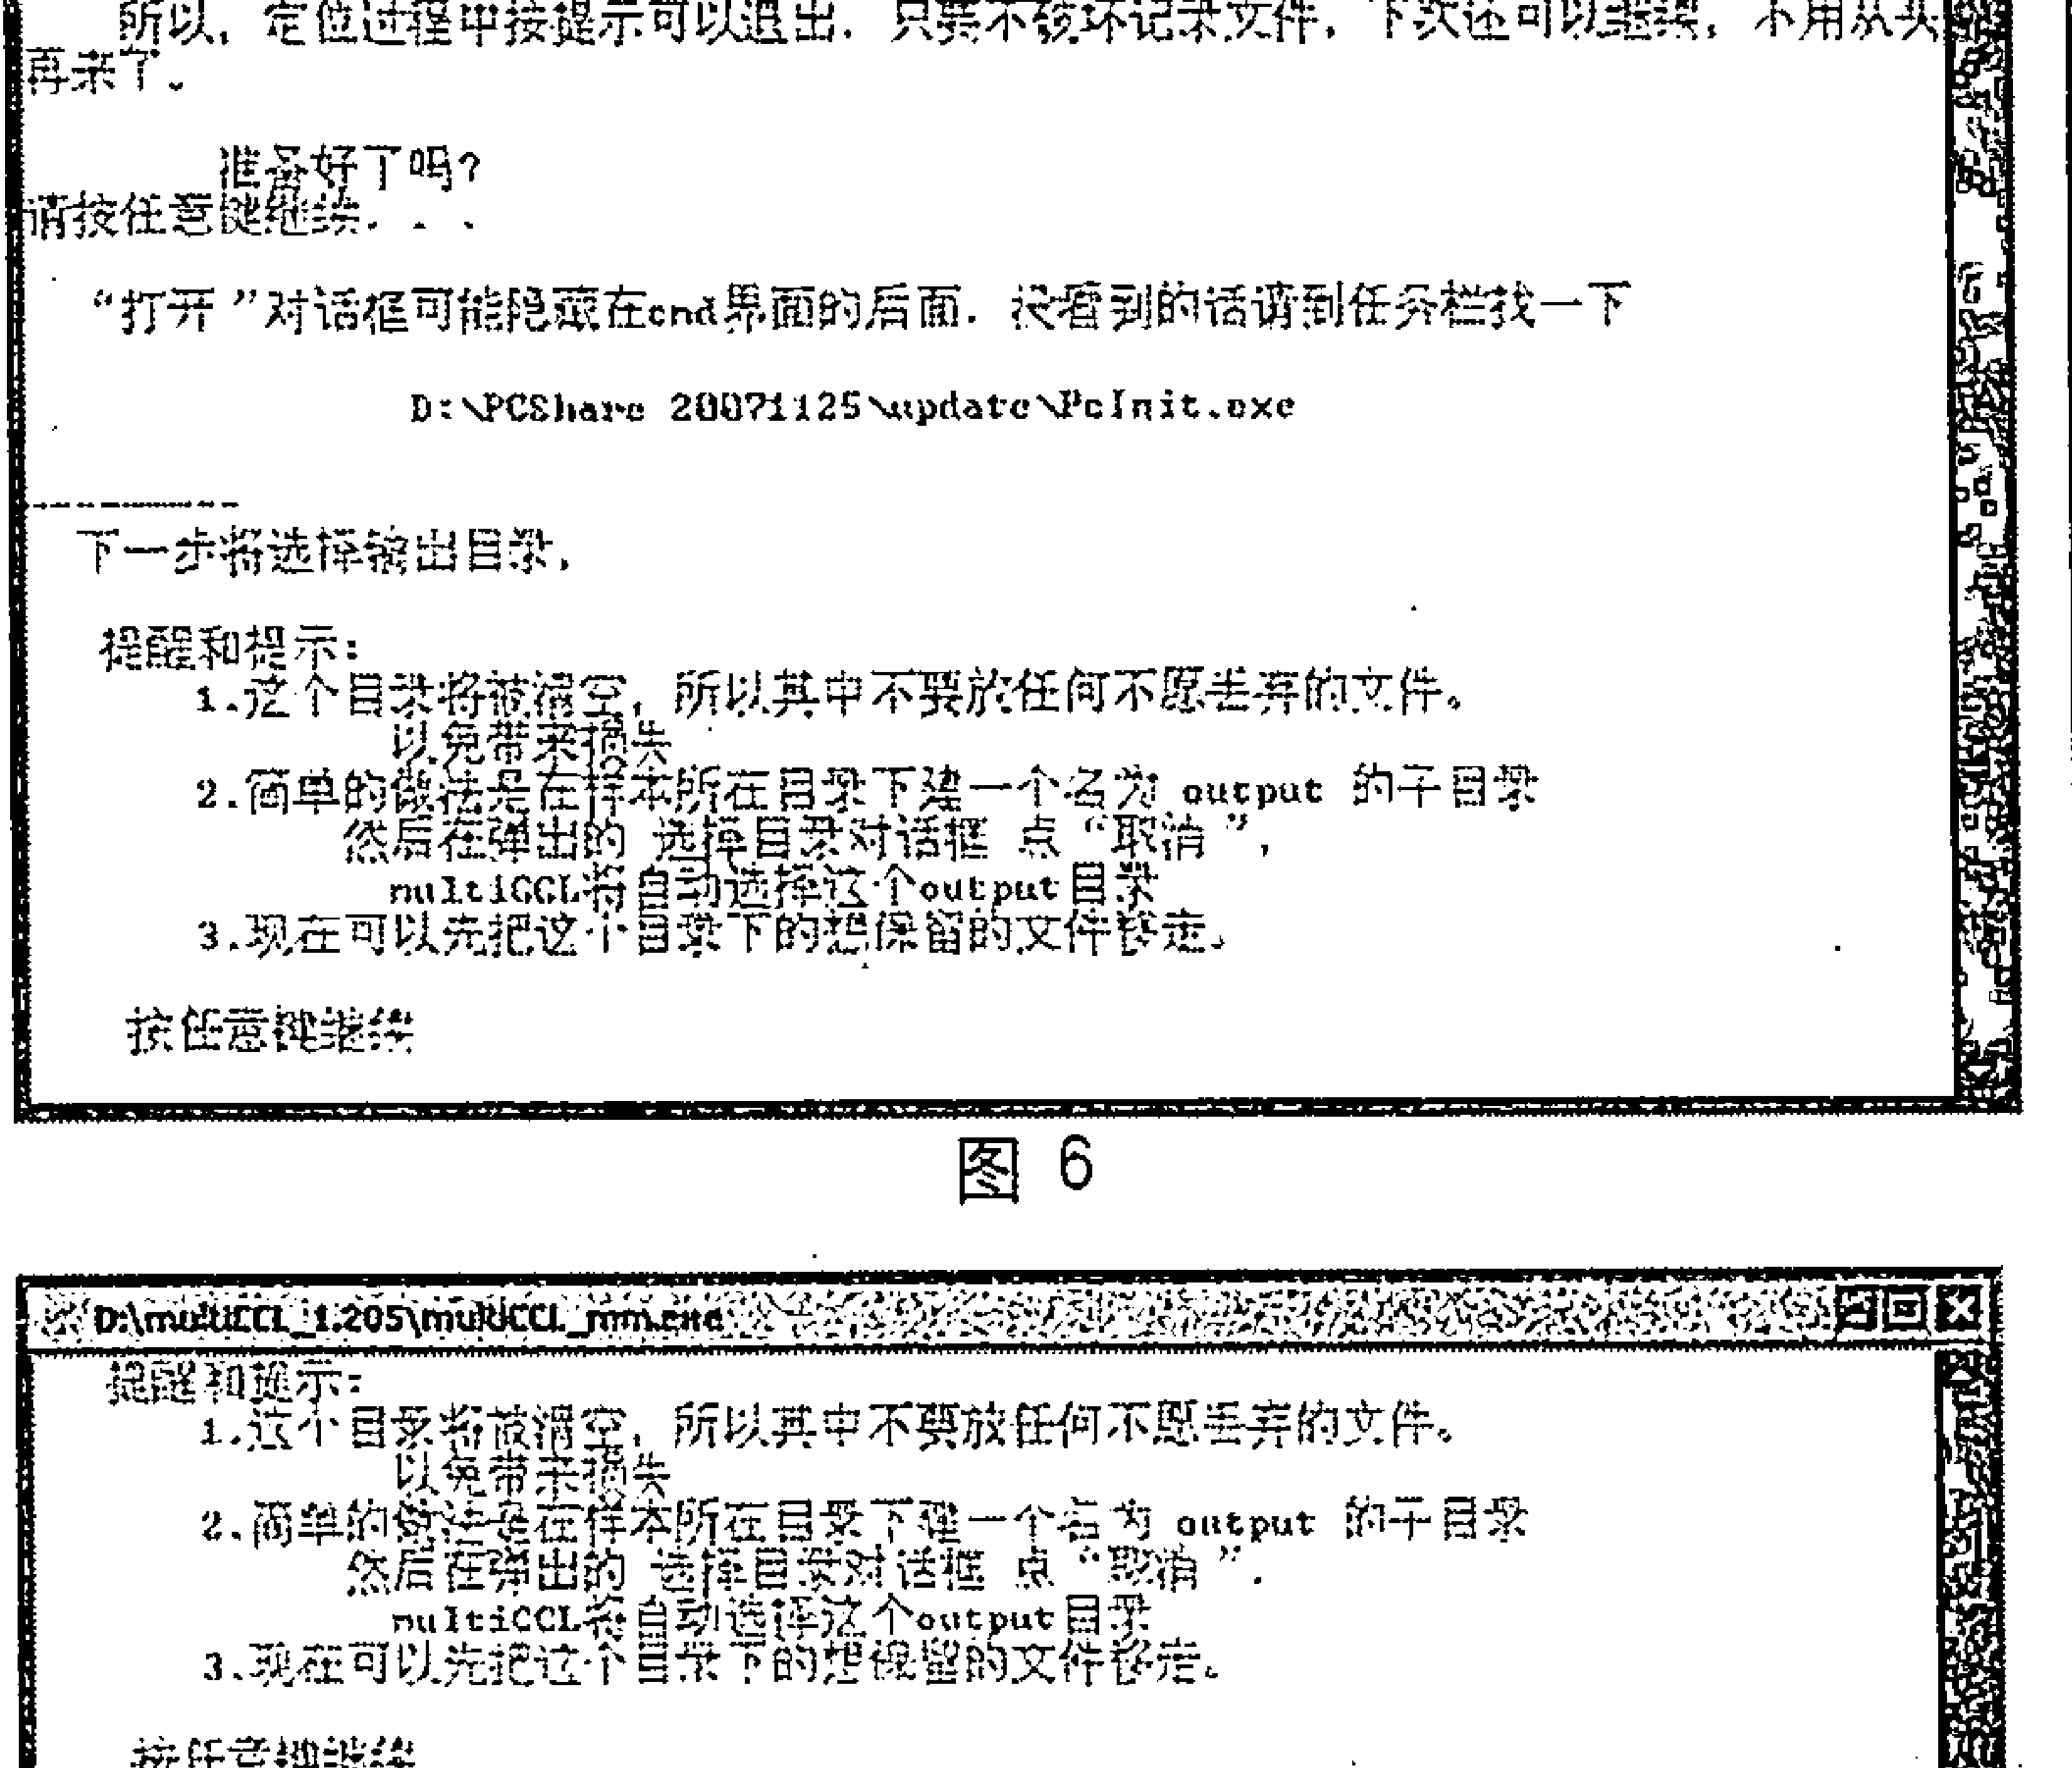 所以，定位过程中按提示可以退出．只要不破坏记录文件，下次还可以继续，不用从头
再来了。
准备好了吗？
请按任意键继续．．．
“打开”对话框可能隐藏在cmd界面的后面．没看到的话请到任务栏找一下
D:\PCShare 20071125\update\PcInit.exe
------------
下一步将选择输出目录，
提醒和提示：
1.这个目录将被清空，所以其中不要放任何不愿丢弃的文件。
以免带来损失
2.简单的做法是在样本所在目录下建一个名为 output 的子目录
然后在弹出的 选择目录对话框 点“取消”，
multiCCL将自动选择这个output目录
3.现在可以先把这个目录下的想保留的文件移走。
按任意键继续
图 6
D:\multiCCL_1.205\multiCCL_mm.cmd
提醒和提示：
1.这个目录将被清空，所以其中不要放任何不愿丢弃的文件。
以免带来损失
2.简单的做法是在样本所在目录下建一个名为 output 的子目录
然后在弹出的 选择目录对话框 点“取消”．
multiCCL将自动选择这个output目录
3.现在可以先把这个目录下的想保留的文件移走。
按任意键继续